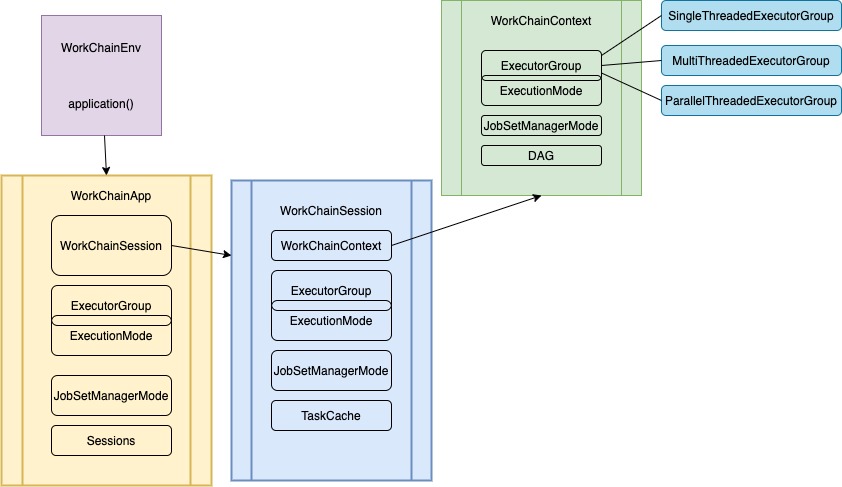 WorkChainEnv
application()
WorkChainApp
WorkChainSession
ExecutorGroup
ExecutionMode
JobSetManagerMode
Sessions
WorkChainSession
WorkChainContext
ExecutorGroup
ExecutionMode
JobSetManagerMode
TaskCache
WorkChainContext
ExecutorGroup
ExecutionMode
JobSetManagerMode
DAG
SingleThreadedExecutorGroup
MultiThreadedExecutorGroup
ParallelThreadedExecutorGroup